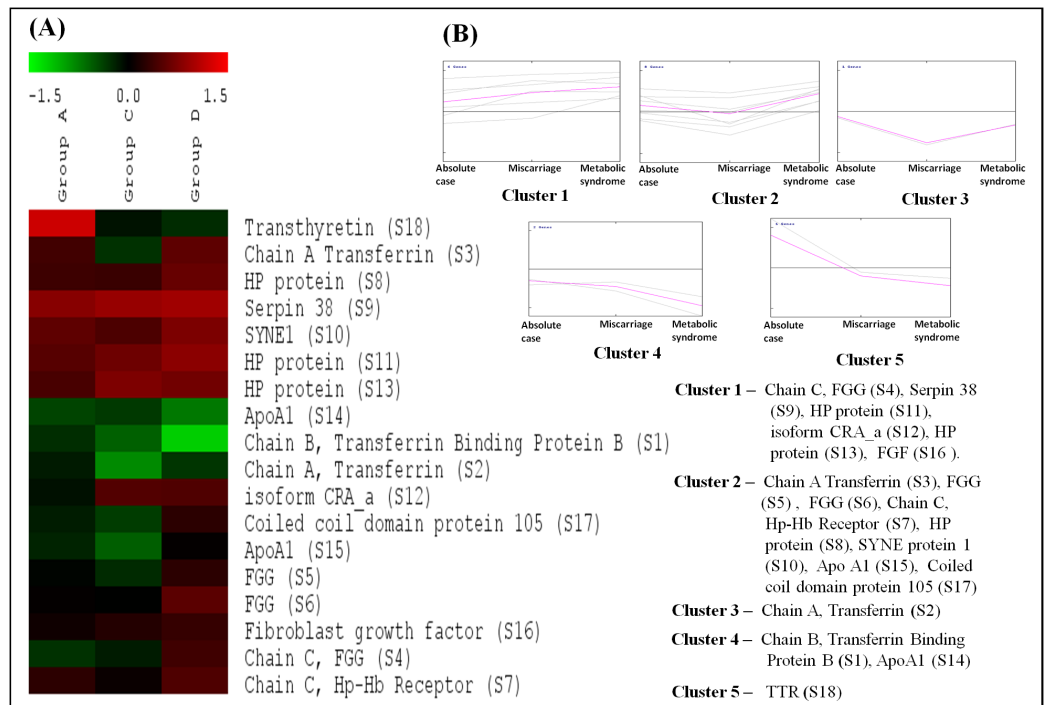 (A)
-1.5 0.0 1.5
Group A
Group C
Group D
Transthyretin (S18)
Chain A Transferrin (S3)
HP protein (S8)
Serpin 38 (S9)
SYNE1 (S10)
HP protein (S11)
HP protein (S13)
ApoA1 (S14)
Chain B, Transferrin Binding Protein B (S1)
Chain A, Transferrin (S2)
isoform CRA_a (S12)
Coiled coil domain protein 105 (S17)
ApoA1 (S15)
FGG (S5)
FGG (S6)
Fibroblast growth factor (S16)
Chain C, FGG (S4)
Chain C, Hp-Hb Receptor (S7)
(B)
Absolute case
Miscarriage
Metabolic syndrome
Cluster 1
Absolute case
Miscarriage
Metabolic syndrome
Cluster 2
Absolute case
Miscarriage
Metabolic syndrome
Cluster 3
Absolute case
Miscarriage
Metabolic syndrome
Cluster 4
Absolute case
Miscarriage
Metabolic syndrome
Cluster 5
Cluster 1 – Chain C, FGG (S4), Serpin 38
(S9), HP protein (S11),
isoform CRA_a (S12), HP
protein (S13), FGF (S16 ).
Cluster 2 – Chain A Transferrin (S3), FGG
(S5) , FGG (S6), Chain C,
Hp-Hb Receptor (S7), HP
protein (S8), SYNE protein 1
(S10), Apo A1 (S15), Coiled
coil domain protein 105 (S17)
Cluster 3 – Chain A, Transferrin (S2)
Cluster 4 – Chain B, Transferrin Binding
Protein B (S1), ApoA1 (S14)
Cluster 5 – TTR (S18)